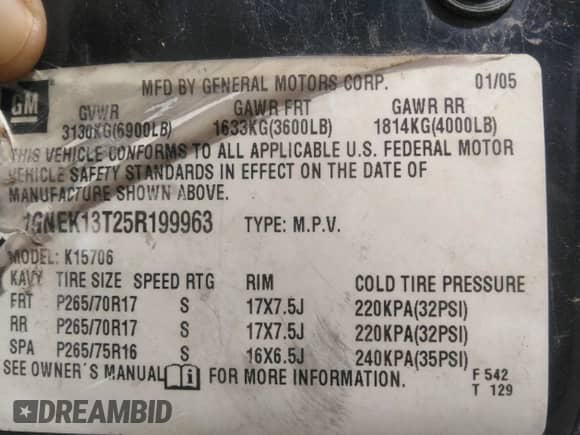 GM
MFD BY GENERAL MOTORS CORP. 01/05
GVWR GAWR FRT GAWR RR
3130KG(6900LB) 1633KG(3600LB) 1814KG(4000LB)
THIS VEHICLE CONFORMS TO ALL APPLICABLE U.S. FEDERAL MOTOR
VEHICLE SAFETY STANDARDS IN EFFECT ON THE DATE OF
MANUFACTURE SHOWN ABOVE.
1GNEK13T25R199963 TYPE: M.P.V.
MODEL: K15706
KAVY TIRE SIZE SPEED RTG RIM COLD TIRE PRESSURE
FRT P265/70R17 S 17X7.5J 220KPA(32PSI)
RR P265/70R17 S 17X7.5J 220KPA(32PSI)
SPA P265/75R16 S 16X6.5J 240KPA(35PSI)
SEE OWNER'S MANUAL FOR MORE INFORMATION.
F 542
T 129
DREAMBID